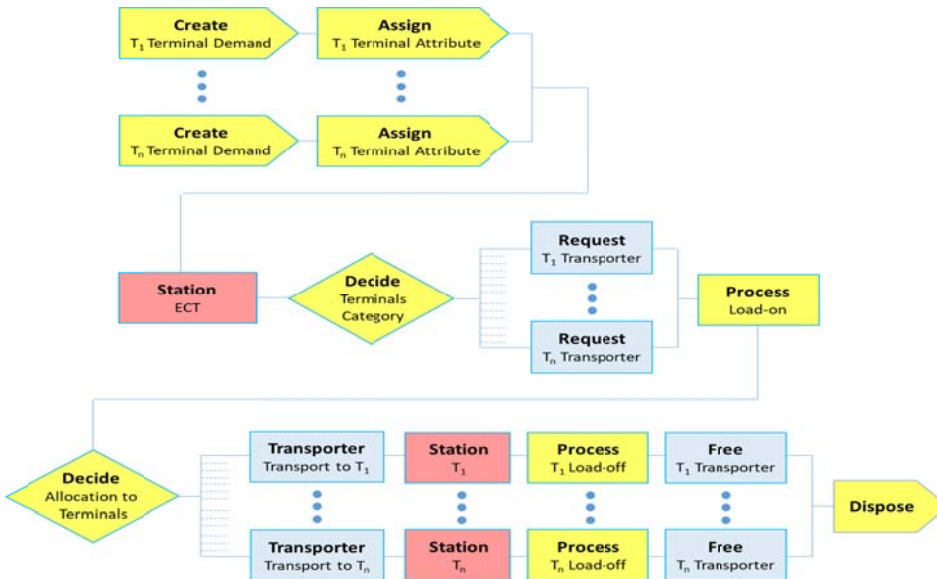 Create
T₁ Terminal Demand
Assign
T₁ Terminal Attribute
Create
Tₙ Terminal Demand
Assign
Tₙ Terminal Attribute
Request
T₁ Transporter
Station
ECT
Decide
Terminals
Category
Process
Load-on
Request
Tₙ Transporter
Transporter
Transport to T₁
Station
T₁
Process
T₁ Load-off
Free
T₁ Transporter
Decide
Allocation to
Terminals
Dispose
Transporter
Transport to Tₙ
Station
Tₙ
Process
Tₙ Load-off
Free
Tₙ Transporter